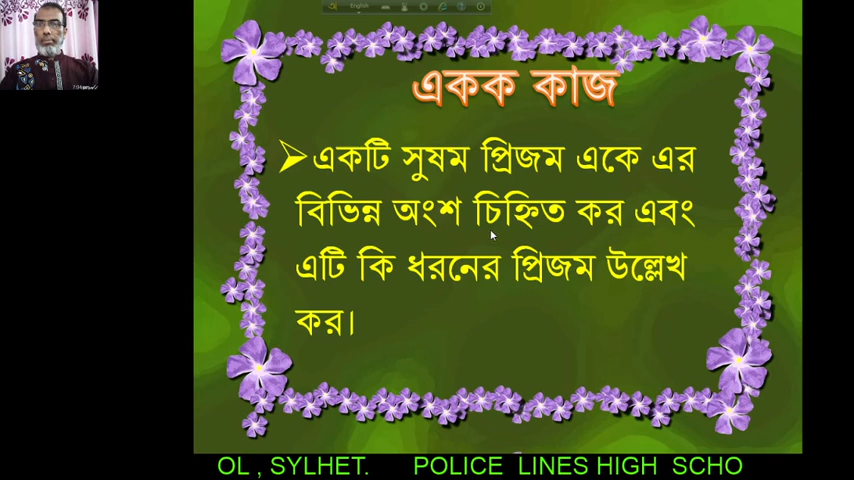 English
একক কাজ
একটি সুষম প্রিজম একে এর
বিভিন্ন অংশ চিহ্নিত কর এবং
এটি কি ধরনের প্রিজম উল্লেখ
কর।
OL , SYLHET. POLICE LINES HIGH SCHO